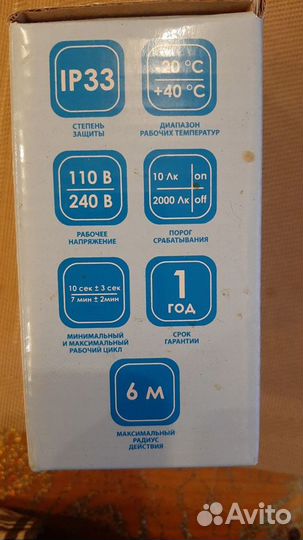 IP33
СТЕПЕНЬ
ЗАЩИТЫ
-20 °C
+40 °C
ДИАПАЗОН
РАБОЧИХ ТЕМПЕРАТУР
110 В
240 В
РАБОЧЕЕ
НАПРЯЖЕНИЕ
10 Лк on
2000 Лк off
ПОРОГ
СРАБАТЫВАНИЯ
10 сек ± 3 сек
7 мин ± 2мин
МИНИМАЛЬНЫЙ
И МАКСИМАЛЬНЫЙ
РАБОЧИЙ ЦИКЛ
1
ГОД
СРОК
ГАРАНТИИ
6 м
МАКСИМАЛЬНЫЙ
РАДИУС
ДЕЙСТВИЯ
Avito